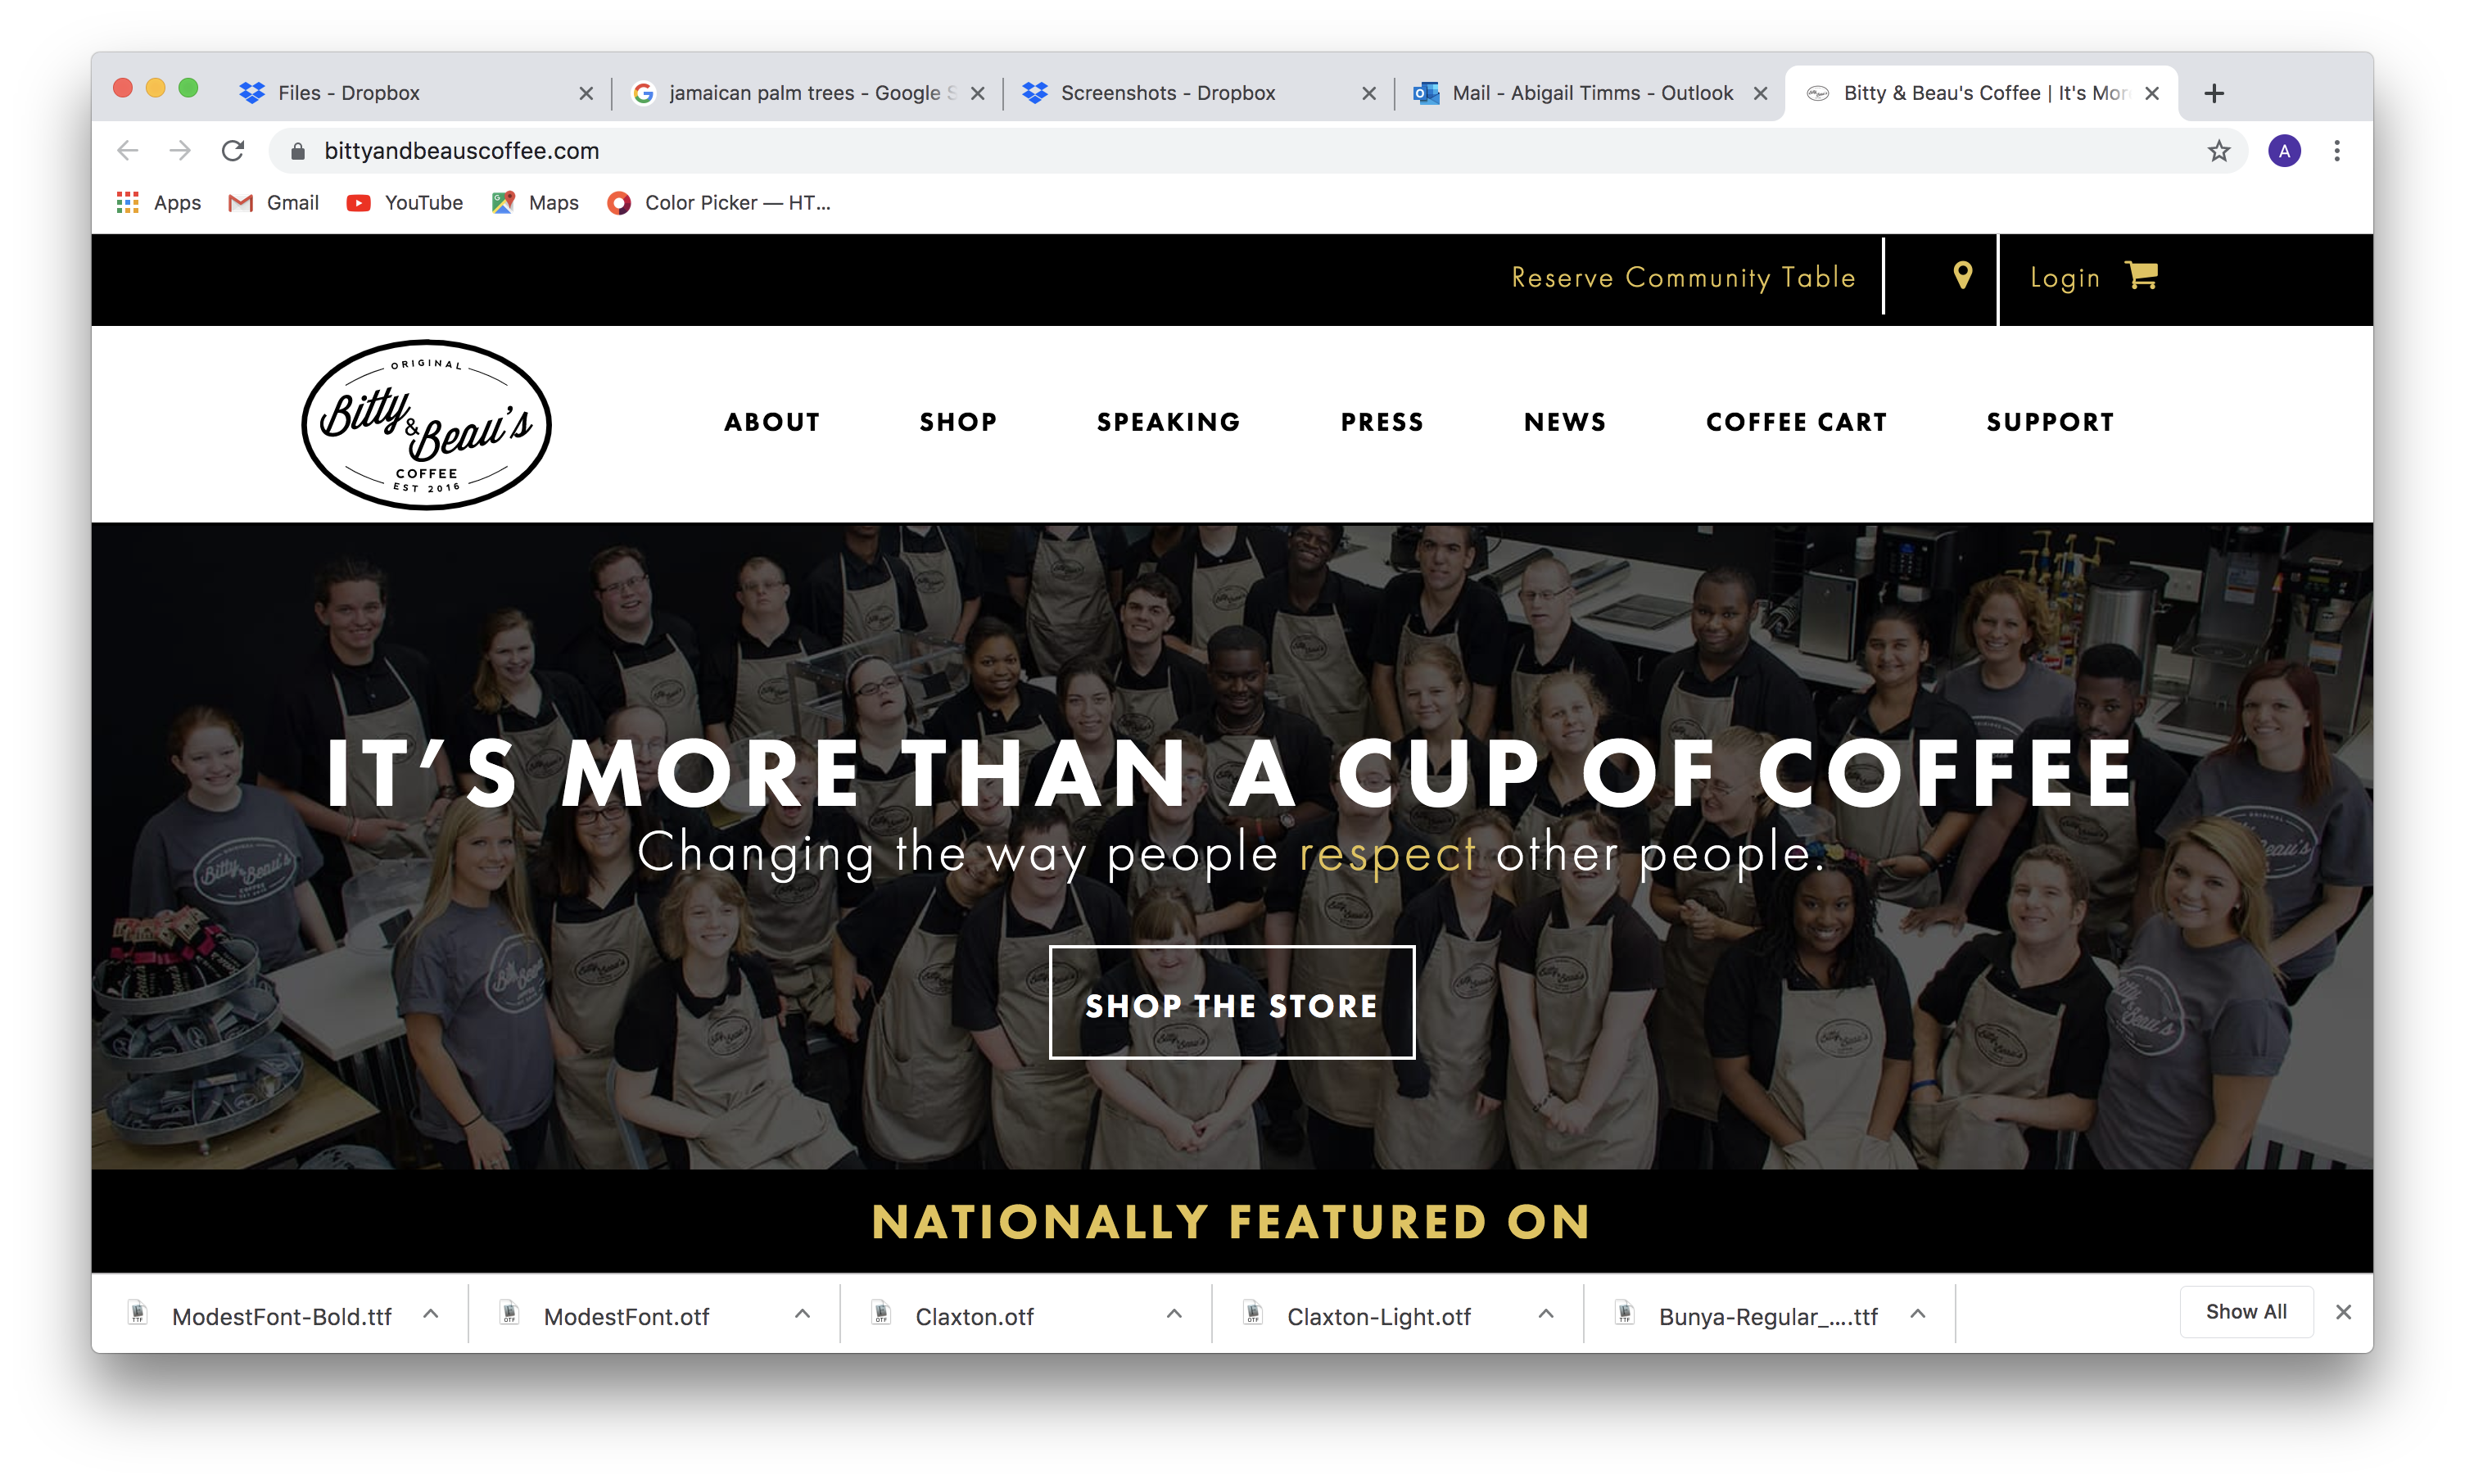 Files - Dropbox
jamaican palm trees - Google S
Screenshots - Dropbox
Mail - Abigail Timms - Outlook
Bitty & Beau's Coffee | It's Mor
bittyandbeauscoffee.com
A
Apps
Gmail
YouTube
Maps
Color Picker — HT...
Reserve Community Table
Login
ORIGINAL
Bitty
& Beau's
COFFEE
EST 2016
ABOUT
SHOP
SPEAKING
PRESS
NEWS
COFFEE CART
SUPPORT
IT’S MORE THAN A CUP OF COFFEE
Changing the way people respect other people.
SHOP THE STORE
NATIONALLY FEATURED ON
ModestFont-Bold.ttf
ModestFont.otf
Claxton.otf
Claxton-Light.otf
Bunya-Regular_....ttf
Show All